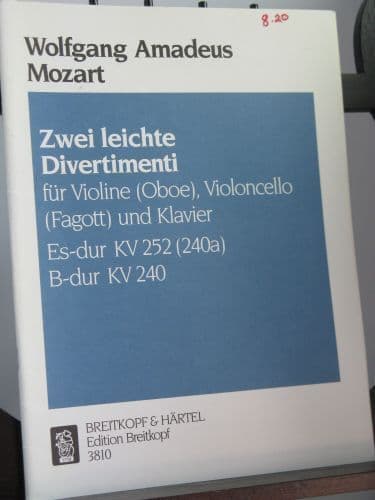 8.20
Wolfgang Amadeus
Mozart
Zwei leichte
Divertimenti
für Violine (Oboe), Violoncello
(Fagott) und Klavier
Es-dur KV 252 (240a)
B-dur KV 240
BREITKOPF & HÄRTEL
Edition Breitkopf
3810